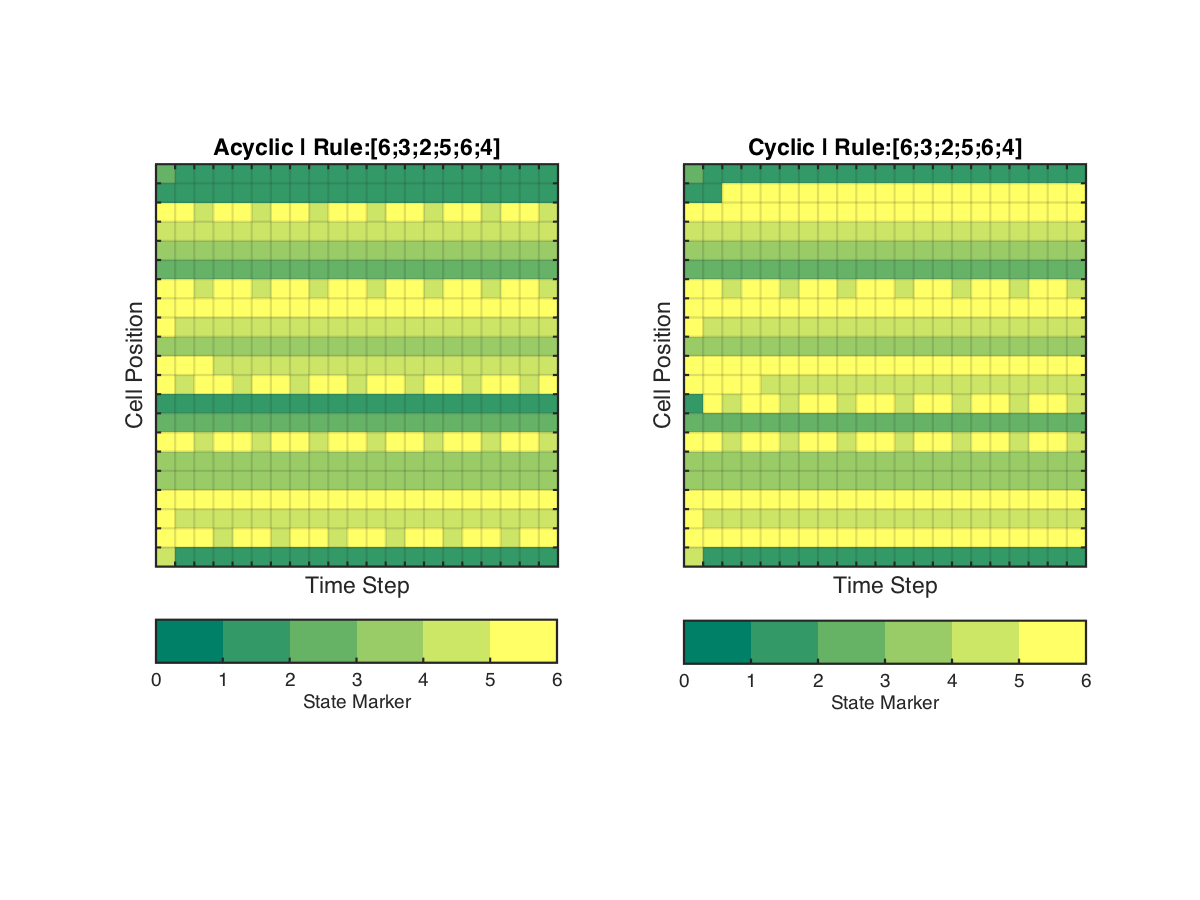 Acyclic | Rule:[6;3;2;5;6;4]
Cell Position
Time Step
0 1 2 3 4 5 6
State Marker
Cyclic | Rule:[6;3;2;5;6;4]
Cell Position
Time Step
0 1 2 3 4 5 6
State Marker